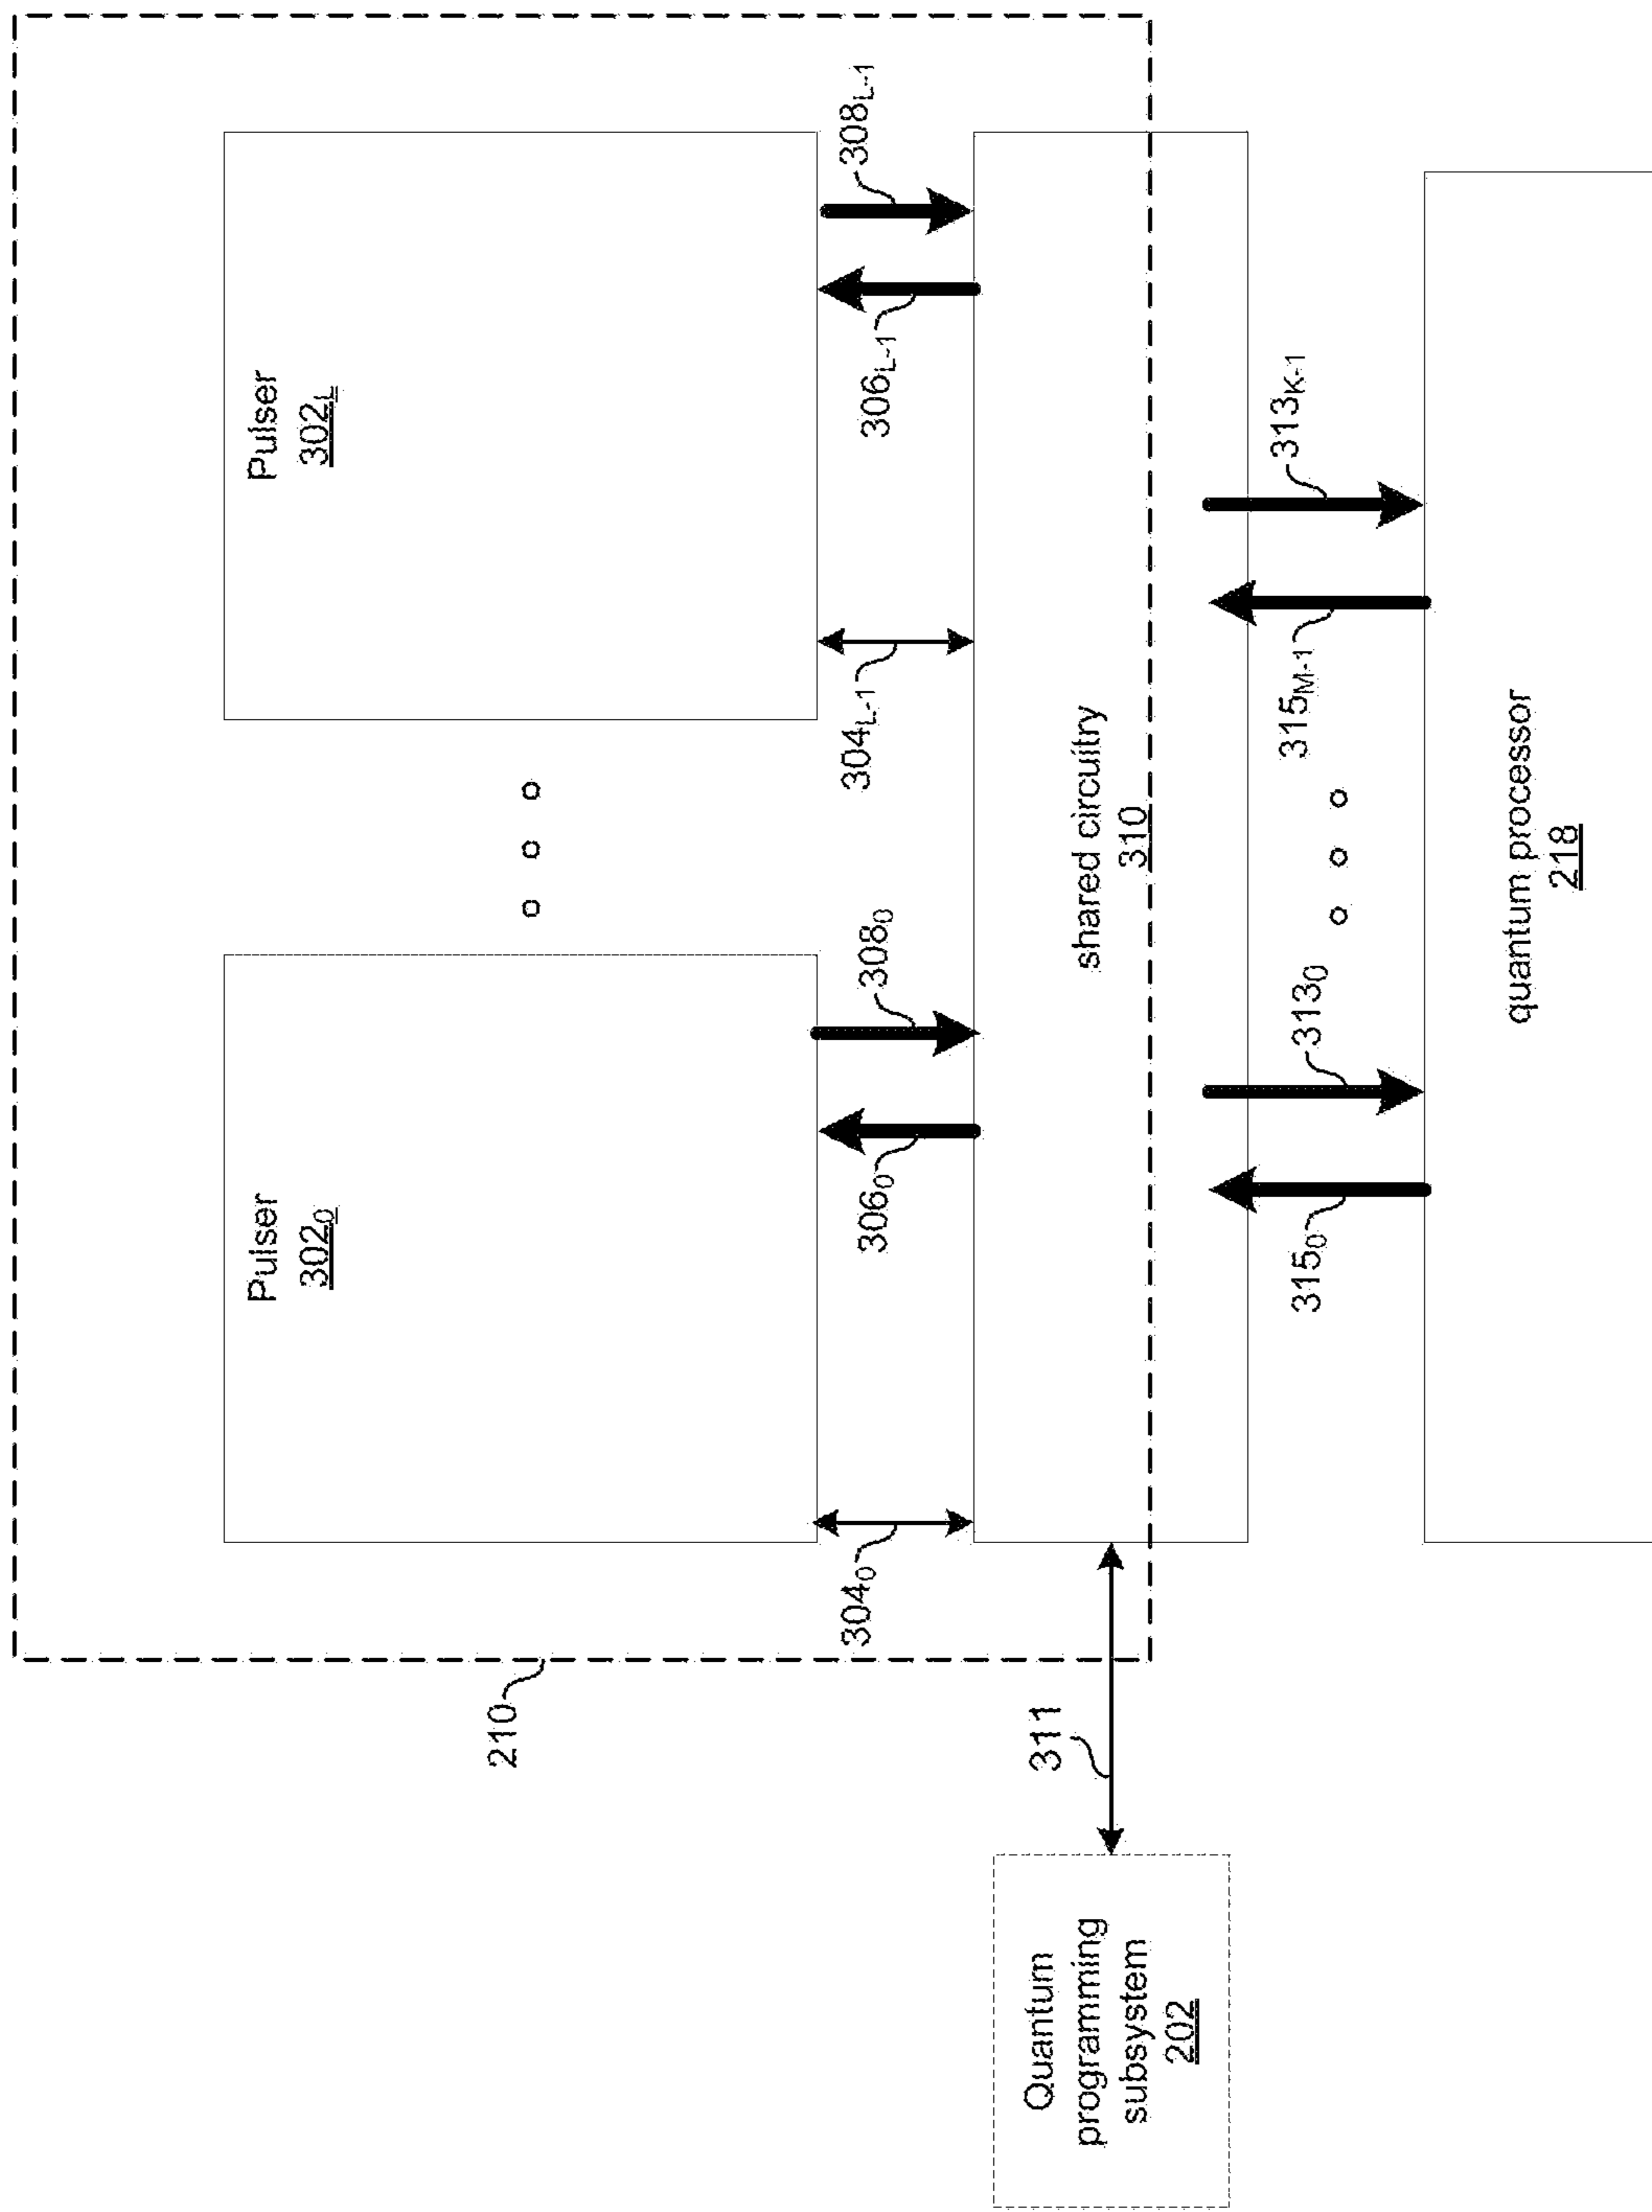 Pulser
302₀
Pulser
302L
210
304₀
306₀
308₀
304L-1
306L-1
308L-1
311
Quantum
programming
subsystem
202
shared circuitry
310
315₀
313₀
315M-1
313K-1
quantum processor
218